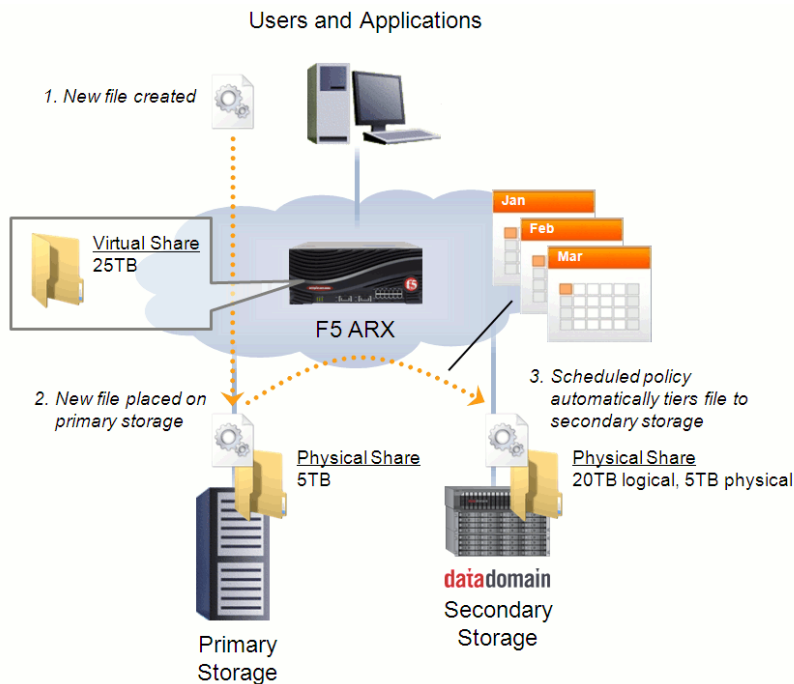 Users and Applications
1. New file created
Jan
Feb
Mar
Virtual Share
25TB
f5
F5 ARX
2. New file placed on
primary storage
3. Scheduled policy
automatically tiers file to
secondary storage
Physical Share
5TB
Physical Share
20TB logical, 5TB physical
datadomain
Primary
Storage
Secondary
Storage